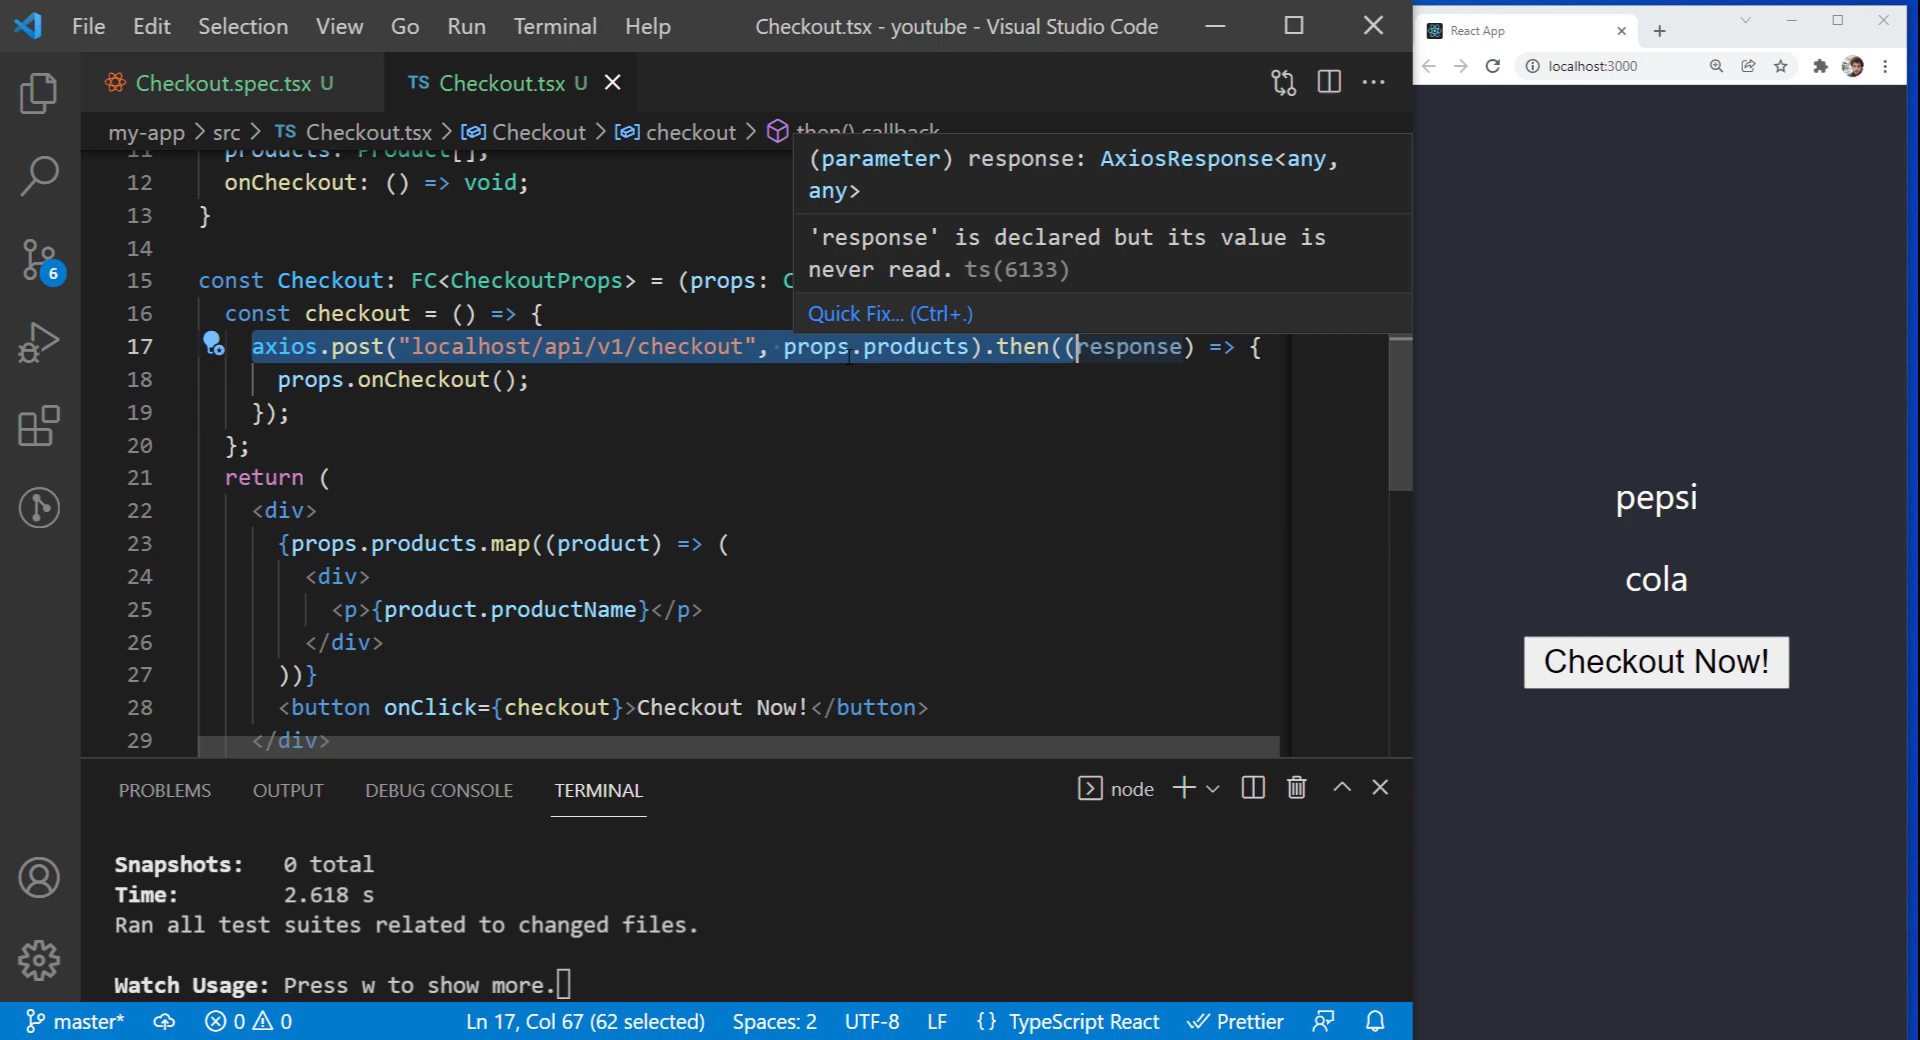 File Edit Selection View Go Run Terminal Help Checkout.tsx - youtube - Visual Studio Code
Checkout.spec.tsx U TS Checkout.tsx U
my-app > src > TS Checkout.tsx > Checkout > checkout > then() callback
11 products: Product[];
12 onCheckout: () => void;
13 }
14
15 const Checkout: FC<CheckoutProps> = (props: C
16 const checkout = () => {
17 axios.post("localhost/api/v1/checkout", props.products).then((response) => {
18 props.onCheckout();
19 });
20 };
21 return (
22 <div>
23 {props.products.map((product) => (
24 <div>
25 <p>{product.productName}</p>
26 </div>
27 ))}
28 <button onClick={checkout}>Checkout Now!</button>
29 </div>
(parameter) response: AxiosResponse<any,
any>
'response' is declared but its value is
never read. ts(6133)
Quick Fix... (Ctrl+.)
6
PROBLEMS OUTPUT DEBUG CONSOLE TERMINAL node
Snapshots: 0 total
Time: 2.618 s
Ran all test suites related to changed files.
Watch Usage: Press w to show more.
master* 0 0 Ln 17, Col 67 (62 selected) Spaces: 2 UTF-8 LF {} TypeScript React Prettier
React App
localhost:3000
pepsi
cola
Checkout Now!